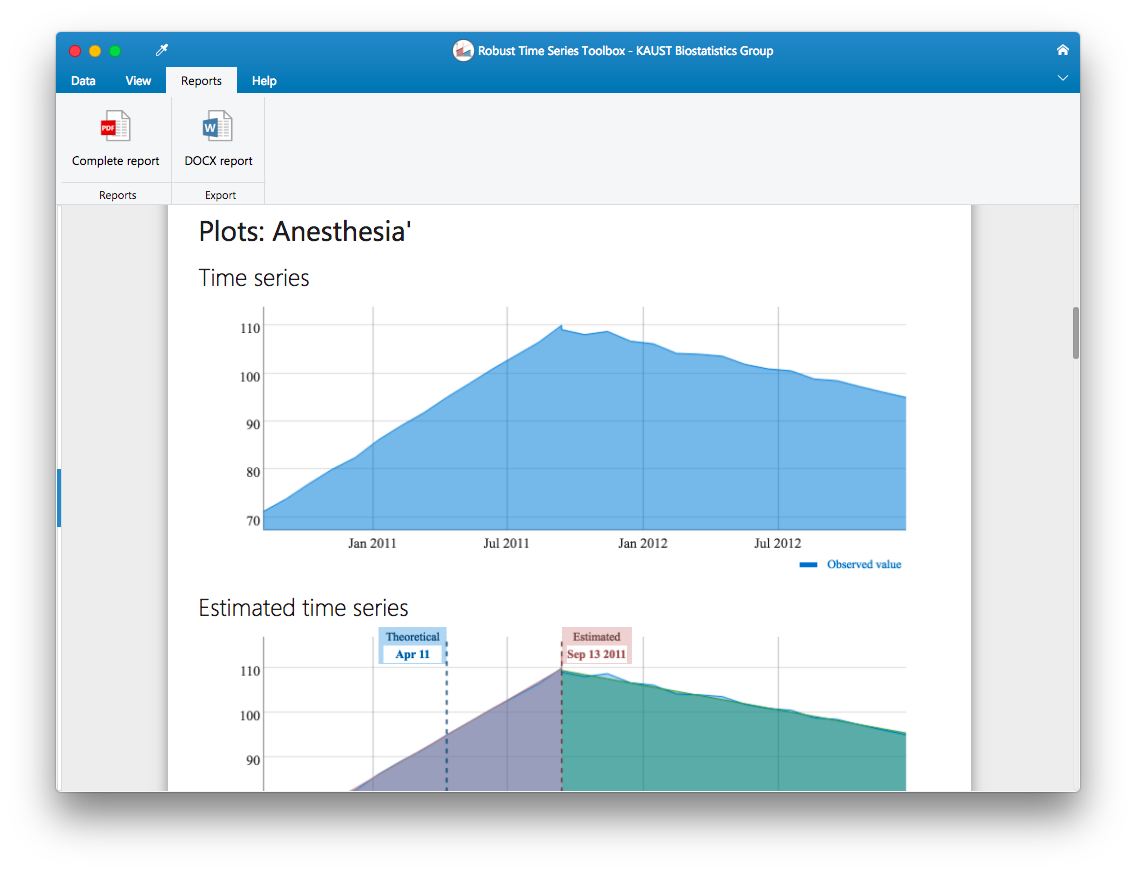 Robust Time Series Toolbox - KAUST Biostatistics Group
Data View Reports Help
PDF W
Complete report DOCX report
Reports Export
Plots: Anesthesia'
Time series
110
100
90
80
70
Jan 2011 Jul 2011 Jan 2012 Jul 2012
Observed value
Estimated time series
Theoretical Estimated
Apr 11 Sep 13 2011
110
100
90